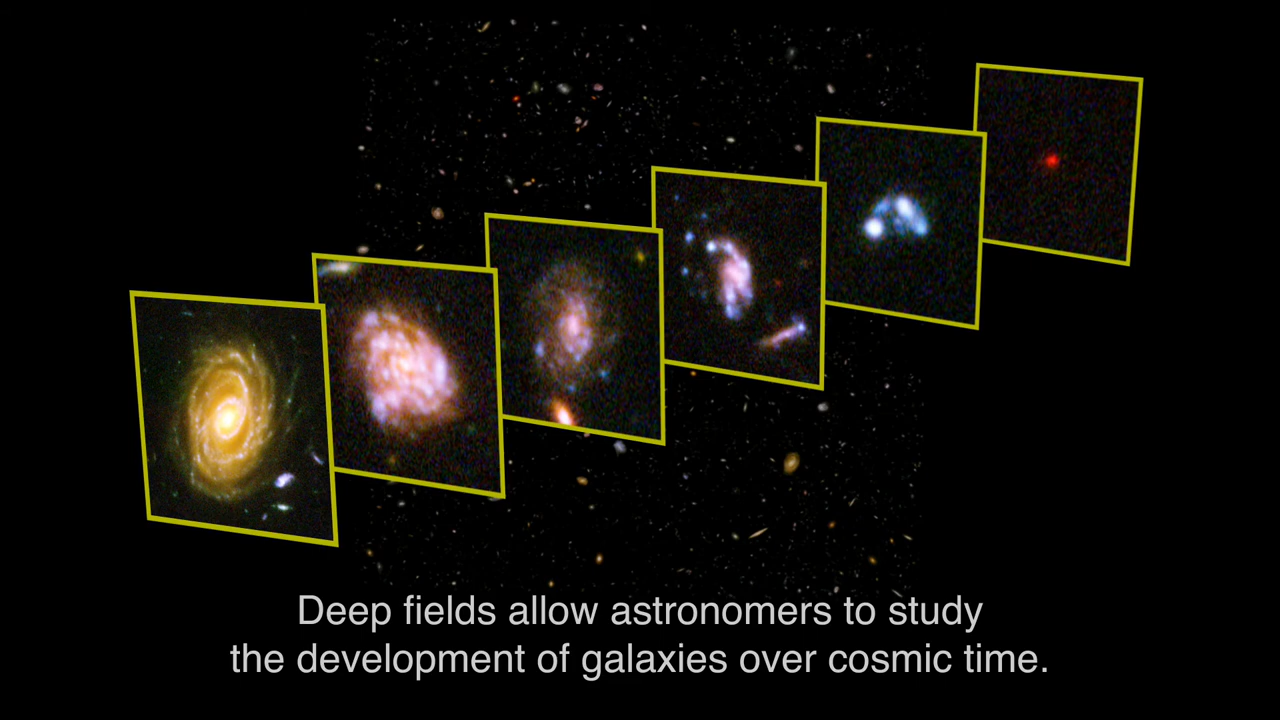 Deep fields allow astronomers to study
the development of galaxies over cosmic time.